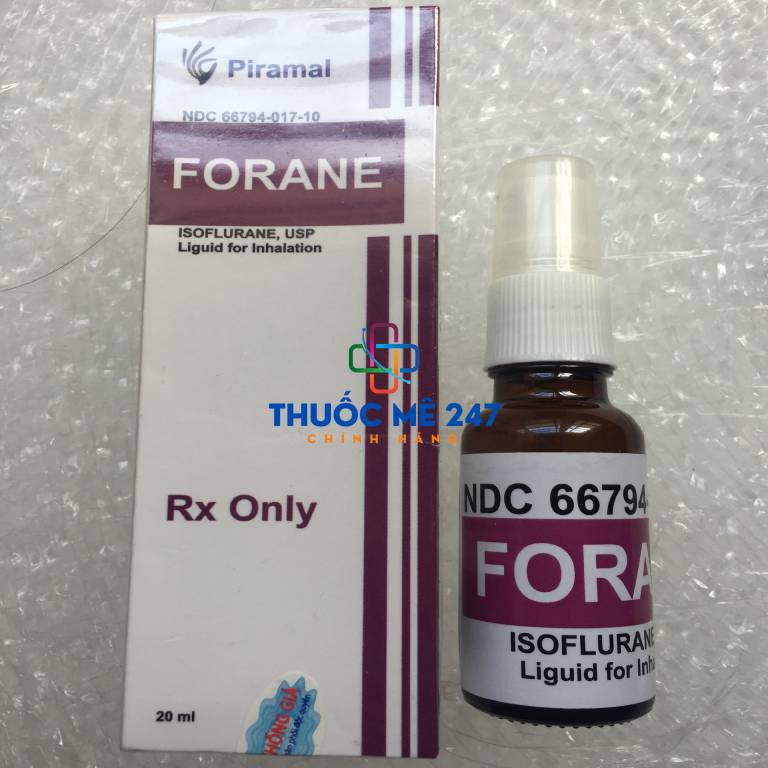 Piramal
NDC 66794-017-10
FORANE
ISOFLURANE, USP
Liguid for Inhalation
THUỐC MÊ 247
CHÍNH HÃNG
Rx Only
20 ml
NDC 66794-
FORA
ISOFLURANE
Liguid for Inha